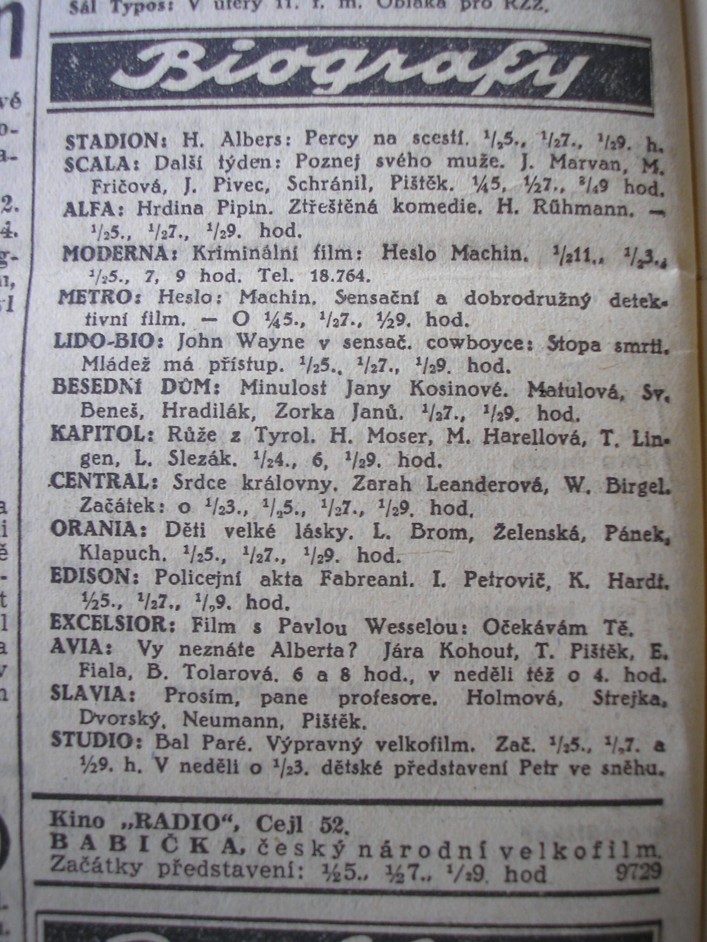 Sál Typos: V úterý 11. t. m. Oblaka pro RZZ.
Biografy
STADION: H. Albers: Percy na scestí. ½5., ½7., ½9. h.
SCALA: Další týden: Poznej svého muže. J. Marvan, M.
Fričová, J. Pivec, Schránil, Pištěk. ¼5, ½7., ¾9 hod.
ALFA: Hrdina Pipin. Ztřeštěná komedie. H. Rühmann. —
½5., ½7., ½9. hod.
MODERNA: Kriminální film: Heslo Machin. ½11., ½3.,
½5., 7, 9 hod. Tel. 18.764.
METRO: Heslo: Machin. Sensační a dobrodružný detek-
tivní film. — O ¼5., ½7., ½9. hod.
LIDO-BIO: John Wayne v sensač. cowboyce: Stopa smrti.
Mládež má přístup. ½5., ½7., ½9. hod.
BESEDNÍ DŮM: Minulost Jany Kosinové. Matulová, Sv.
Beneš, Hradilák, Zorka Janů. ½7., ½9. hod.
KAPITOL: Růže z Tyrol. H. Moser, M. Harellová, T. Lin-
gen, L. Slezák. ½4., 6, ½9. hod.
CENTRAL: Srdce královny. Zarah Leanderová, W. Birgel.
Začátek: o ½3., ½5., ½7., ½9. hod.
ORANIA: Děti velké lásky. L. Brom, Želenská, Pánek,
Klapuch. ½5., ½7., ½9. hod.
EDISON: Policejní akta Fabreani. I. Petrovič, K. Hardt.
½5., ½7., ½9. hod.
EXCELSIOR: Film s Pavlou Wesselou: Očekávám Tě.
AVIA: Vy neznáte Alberta? Jára Kohout, T. Pištěk, E.
Fiala, B. Tolarová. 6 a 8 hod., v neděli též o 4. hod.
SLAVIA: Prosím, pane profesore. Holmová, Strejka,
Dvorský, Neumann, Pištěk.
STUDIO: Bal Paré. Výpravný velkofilm. Zač. ½5., ½7. a
½9. h. V neděli o ½3. dětské představení Petr ve sněhu.
Kino „RADIO“, Cejl 52.
BABIČKA, český národní velkofilm.
Začátky představení: ½5., ½7., ½9. hod 9729